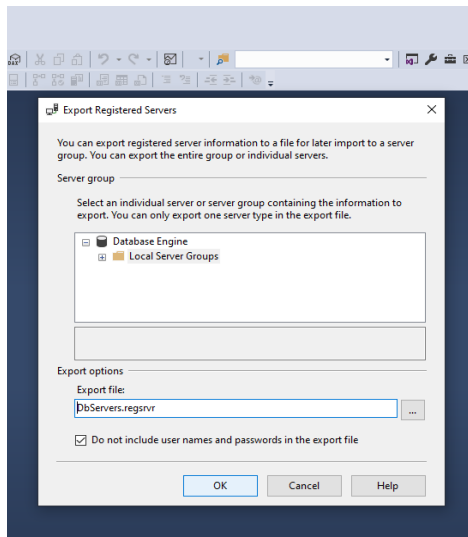 Export Registered Servers
You can export registered server information to a file for later import to a server
group. You can export the entire group or individual servers.
Server group
Select an individual server or server group containing the information to
export. You can only export one server type in the export file.
Database Engine
Local Server Groups
Export options
Export file:
DbServers.regsrvr
...
Do not include user names and passwords in the export file
OK
Cancel
Help